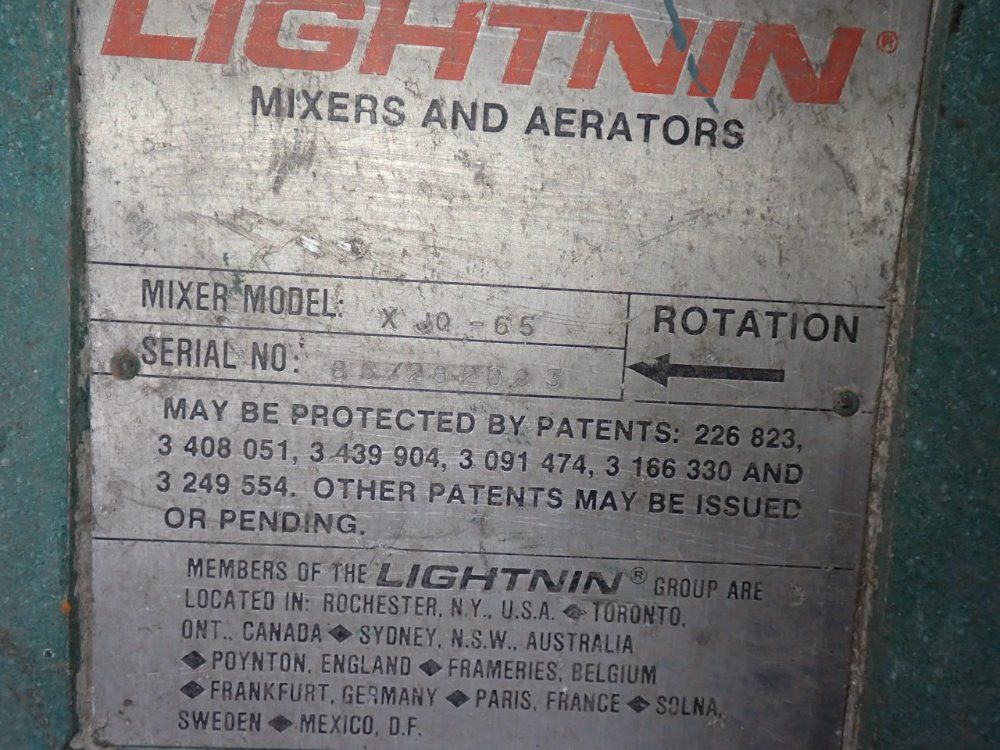 LIGHTNIN®
MIXERS AND AERATORS
MIXER MODEL: X JQ-65
ROTATION
SERIAL NO:
MAY BE PROTECTED BY PATENTS: 226 823,
3 408 051, 3 439 904, 3 091 474, 3 166 330 AND
3 249 554. OTHER PATENTS MAY BE ISSUED
OR PENDING.
MEMBERS OF THE LIGHTNIN® GROUP ARE
LOCATED IN: ROCHESTER, N.Y., U.S.A. ◆ TORONTO,
ONT., CANADA ◆ SYDNEY, N.S.W., AUSTRALIA
◆ POYNTON, ENGLAND ◆ FRAMERIES, BELGIUM
◆ FRANKFURT, GERMANY ◆ PARIS, FRANCE ◆ SOLNA,
SWEDEN ◆ MEXICO, D.F.